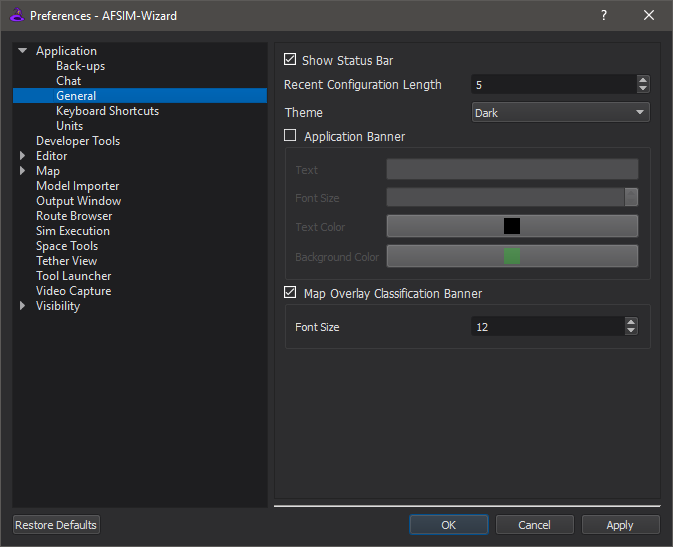 Preferences - AFSIM-Wizard
?
Application
Back-ups
Chat
General
Keyboard Shortcuts
Units
Developer Tools
Editor
Map
Model Importer
Output Window
Route Browser
Sim Execution
Space Tools
Tether View
Tool Launcher
Video Capture
Visibility
Show Status Bar
Recent Configuration Length 5
Theme Dark
Application Banner
Text
Font Size
Text Color
Background Color
Map Overlay Classification Banner
Font Size 12
Restore Defaults
OK
Cancel
Apply